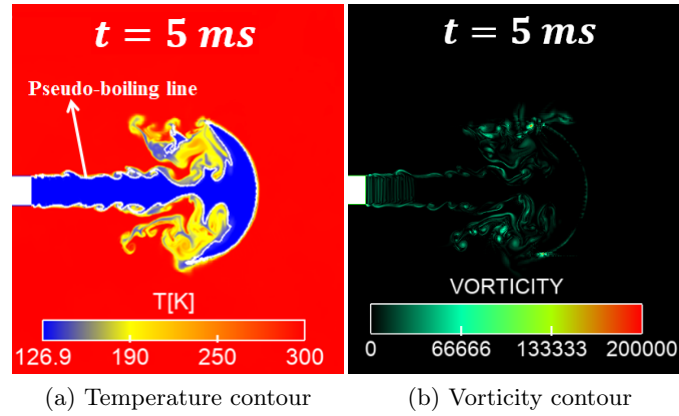 t = 5 ms
Pseudo-boiling line
T[K]
126.9 190 250 300
(a) Temperature contour
t = 5 ms
VORTICITY
0 66666 133333 200000
(b) Vorticity contour